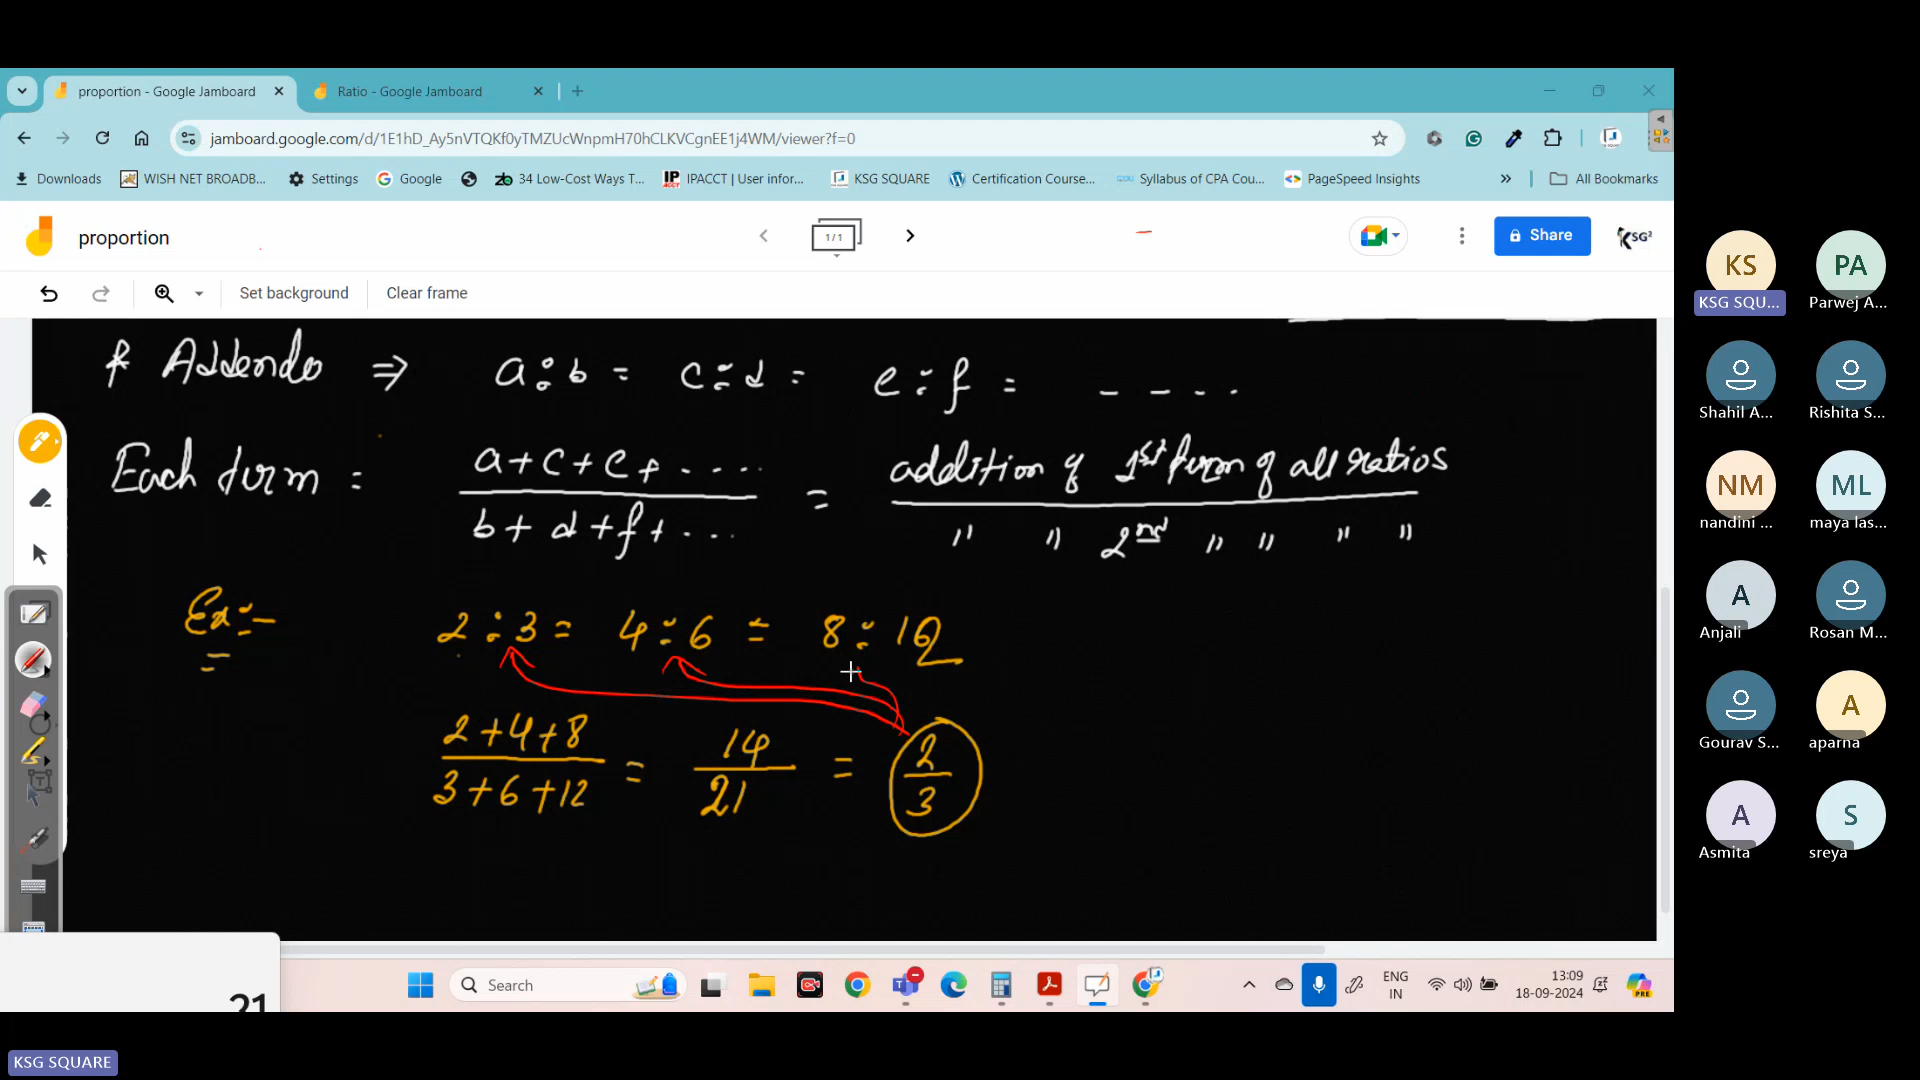 proportion - Google Jamboard
Ratio - Google Jamboard
jamboard.google.com/d/1E1hD_Ay5nVTQKf0yTMZUcWnpmH70hCLKVCgnEE1j4WM/viewer?f=0
Downloads WISH NET BROADB... Settings Google 34 Low-Cost Ways T... IPACCT | User infor... KSG SQUARE Certification Course... Syllabus of CPA Cou... PageSpeed Insights » All Bookmarks
proportion
1/1
Share
KSG²
Set background Clear frame
Addendo ⇒ a:b = c:d = e:f = - - - -
Each term = a+c+e+..... / b+d+f+... = addition of 1st term of all ratios / " " 2nd " " " "
Ex:-
2:3 = 4:6 = 8:12
2+4+8 / 3+6+12 = 14/21 = 2/3
KS
KSG SQU...
PA
Parwej A...
Shahil A...
Rishita S...
NM
nandini ...
ML
maya las...
A
Anjali
Rosan M...
Gourav S...
A
aparna
A
Asmita
S
sreya
21
Search
ENG
IN
13:09
18-09-2024
PRE
KSG SQUARE